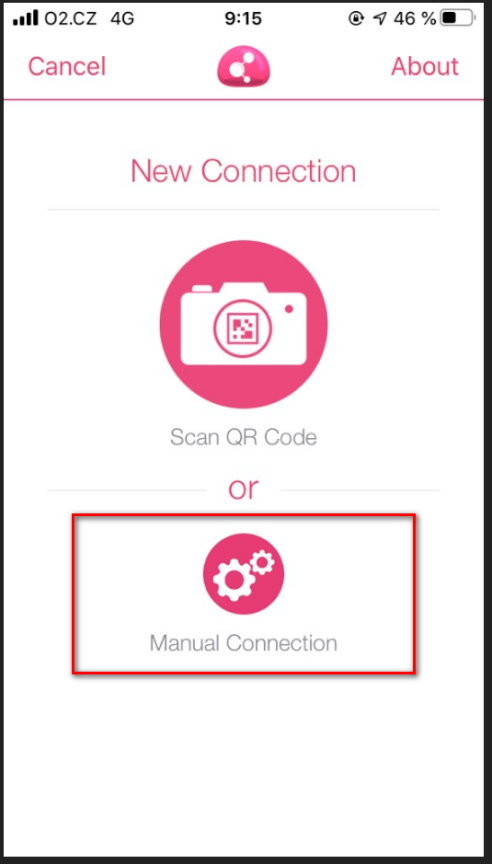 O2.CZ 4G 9:15 46 %
Cancel About
New Connection
Scan QR Code
or
Manual Connection